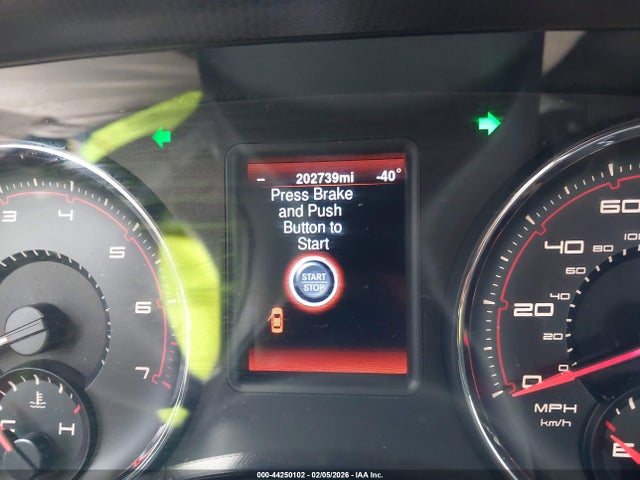 202739mi -40°
Press Brake
and Push
Button to
Start
START
STOP
3 4 5 6 7
C H
60
40
20
0
100
80
60
40
20
0
MPH
km/h
E
000-44250102 - 02/05/2026 - IAA Inc.